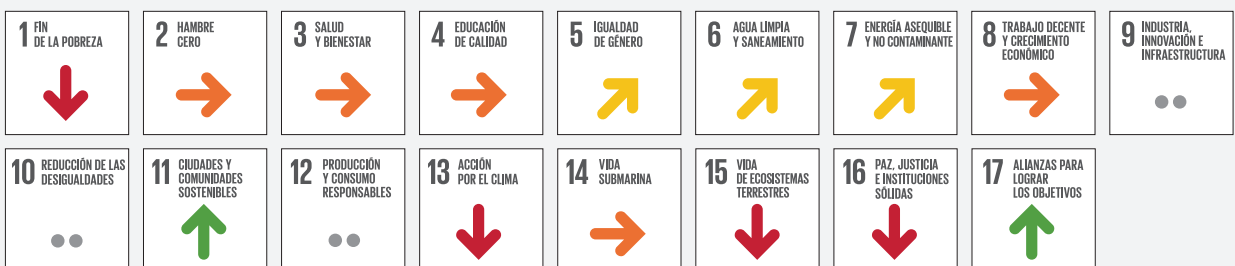 1 FIN
DE LA POBREZA
2 HAMBRE
CERO
3 SALUD
Y BIENESTAR
4 EDUCACIÓN
DE CALIDAD
5 IGUALDAD
DE GÉNERO
6 AGUA LIMPIA
Y SANEAMIENTO
7 ENERGÍA ASEQUIBLE
Y NO CONTAMINANTE
8 TRABAJO DECENTE
Y CRECIMIENTO
ECONÓMICO
9 INDUSTRIA,
INNOVACIÓN E
INFRAESTRUCTURA
10 REDUCCIÓN DE LAS
DESIGUALDADES
11 CIUDADES Y
COMUNIDADES
SOSTENIBLES
12 PRODUCCIÓN
Y CONSUMO
RESPONSABLES
13 ACCIÓN
POR EL CLIMA
14 VIDA
SUBMARINA
15 VIDA
DE ECOSISTEMAS
TERRESTRES
16 PAZ, JUSTICIA
E INSTITUCIONES
SÓLIDAS
17 ALIANZAS PARA
LOGRAR
LOS OBJETIVOS